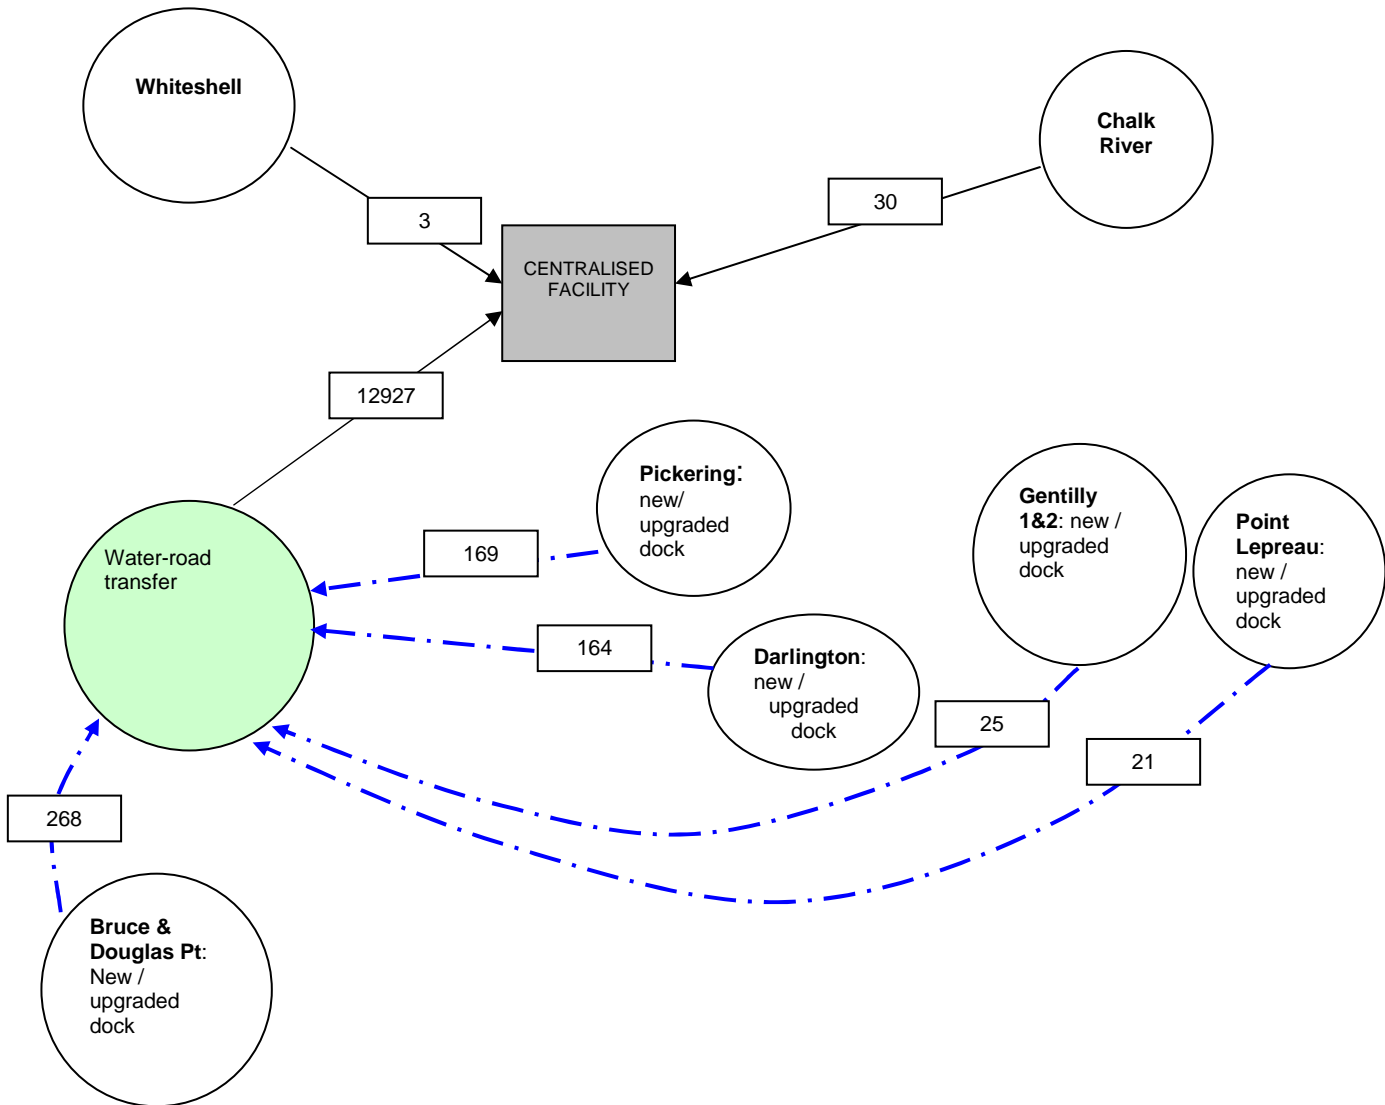 Whiteshell
Chalk
River
3
30
CENTRALISED
FACILITY
12927
Water-road
transfer
Pickering:
new/
upgraded
dock
169
164
Darlington:
new /
upgraded
dock
Gentilly
1&2: new /
upgraded
dock
Point
Lepreau:
new /
upgraded
dock
25
21
268
Bruce &
Douglas Pt:
New /
upgraded
dock